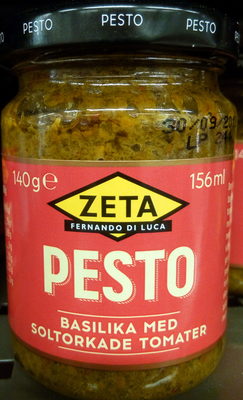 PESTO PESTO PESTO
140g℮
156ml
ZETA
FERNANDO DI LUCA
PESTO
BASILIKA MED
SOLTORKADE TOMATER